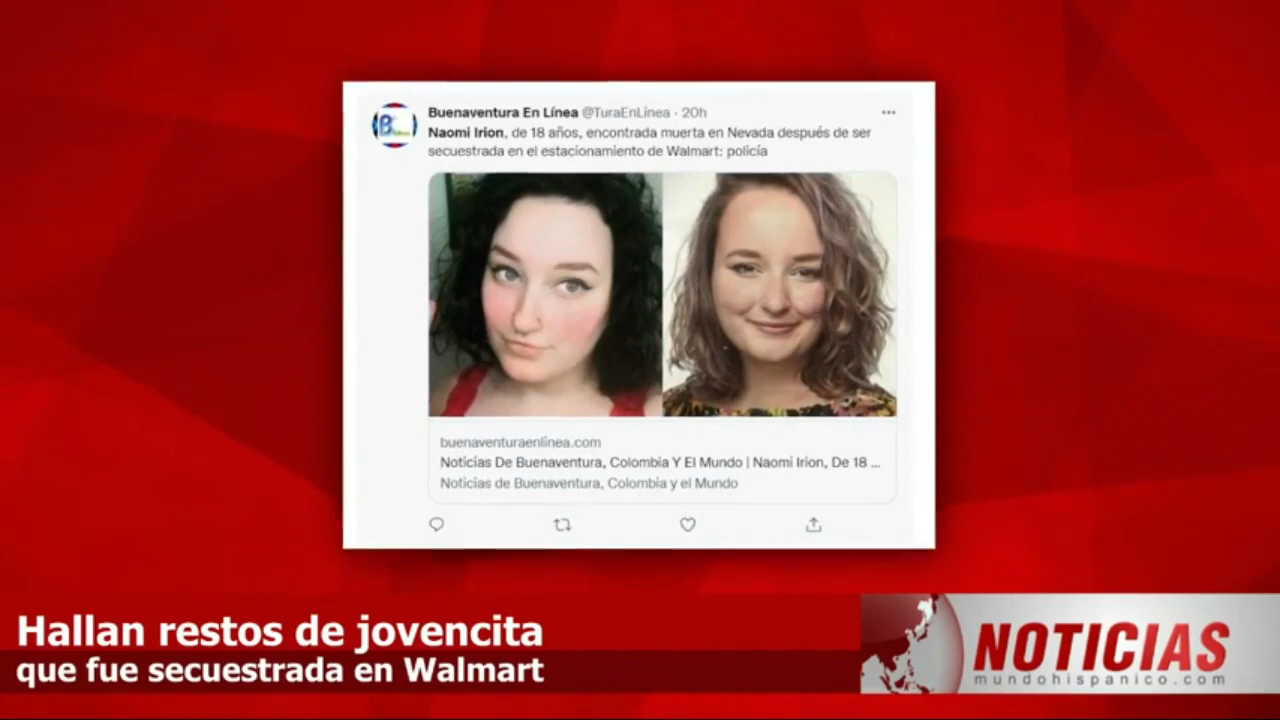 Buenaventura En Línea @TuraEnLinea · 20h
Naomi Irion, de 18 años, encontrada muerta en Nevada después de ser
secuestrada en el estacionamiento de Walmart: policía
buenaventuraenlinea.com
Noticias De Buenaventura, Colombia Y El Mundo | Naomi Irion, De 18 ...
Noticias de Buenaventura, Colombia y el Mundo
Hallan restos de jovencita
que fue secuestrada en Walmart
NOTICIAS
mundohispanico.com